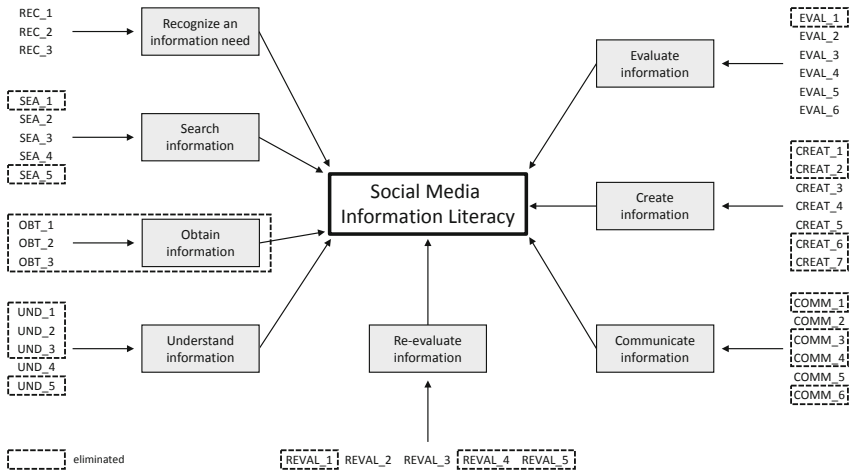 REC_1
REC_2
REC_3
Recognize an
information need
SEA_1
SEA_2
SEA_3
SEA_4
SEA_5
Search
information
OBT_1
OBT_2
OBT_3
Obtain
information
UND_1
UND_2
UND_3
UND_4
UND_5
Understand
information
Social Media
Information Literacy
Re-evaluate
information
REVAL_1 REVAL_2 REVAL_3 REVAL_4 REVAL_5
Evaluate
information
EVAL_1
EVAL_2
EVAL_3
EVAL_4
EVAL_5
EVAL_6
Create
information
CREAT_1
CREAT_2
CREAT_3
CREAT_4
CREAT_5
CREAT_6
CREAT_7
Communicate
information
COMM_1
COMM_2
COMM_3
COMM_4
COMM_5
COMM_6
eliminated